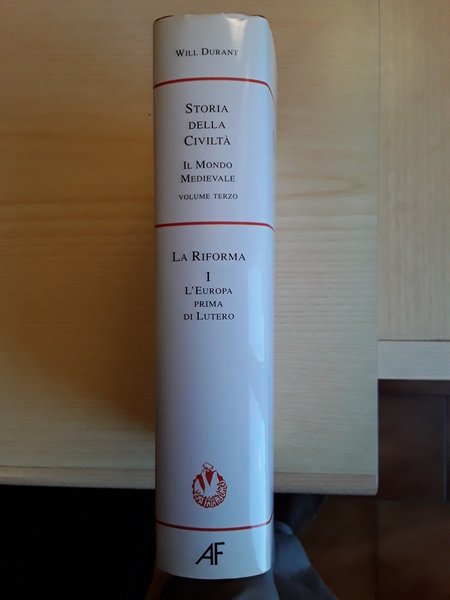 WILL DURANT
STORIA
DELLA
CIVILTÀ
IL MONDO
MEDIEVALE
VOLUME TERZO
LA RIFORMA
I
L'EUROPA
PRIMA
DI LUTERO
AF